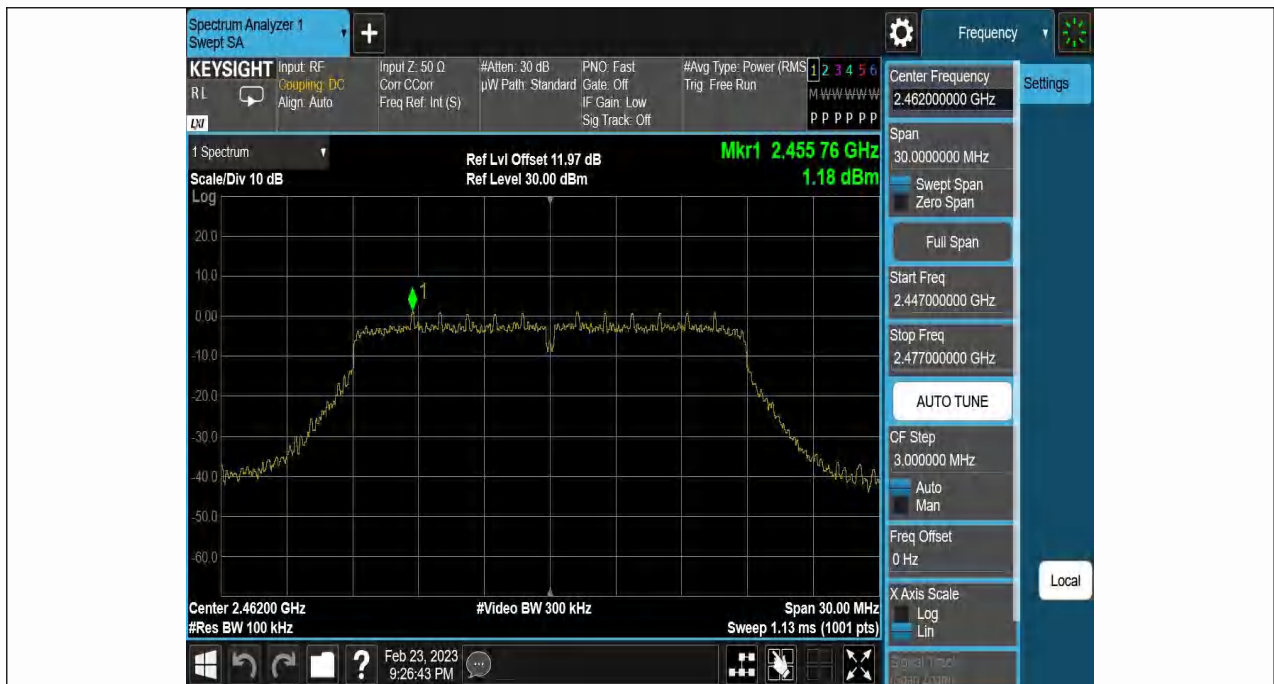 Spectrum Analyzer 1
Swept SA
+
Frequency
KEYSIGHT
RL
LXI
Input: RF
Coupling: DC
Align: Auto
Input Z: 50 Ω
Corr CCorr
Freq Ref: Int (S)
#Atten: 30 dB
µW Path: Standard
PNO: Fast
Gate: Off
IF Gain: Low
Sig Track: Off
#Avg Type: Power (RMS
Trig: Free Run
1 2 3 4 5 6
M W W W W W
P P P P P P
1 Spectrum
Scale/Div 10 dB
Log
Ref Lvl Offset 11.97 dB
Ref Level 30.00 dBm
Mkr1 2.455 76 GHz
1.18 dBm
20.0
10.0
0.00
-10.0
-20.0
-30.0
-40.0
-50.0
-60.0
1
Center 2.46200 GHz
#Res BW 100 kHz
#Video BW 300 kHz
Span 30.00 MHz
Sweep 1.13 ms (1001 pts)
Feb 23, 2023
9:26:43 PM
?
Center Frequency
2.462000000 GHz
Settings
Span
30.0000000 MHz
Swept Span
Zero Span
Full Span
Start Freq
2.447000000 GHz
Stop Freq
2.477000000 GHz
AUTO TUNE
CF Step
3.000000 MHz
Auto
Man
Freq Offset
0 Hz
X Axis Scale
Log
Lin
Local
Signal Track
(Span Zoom)